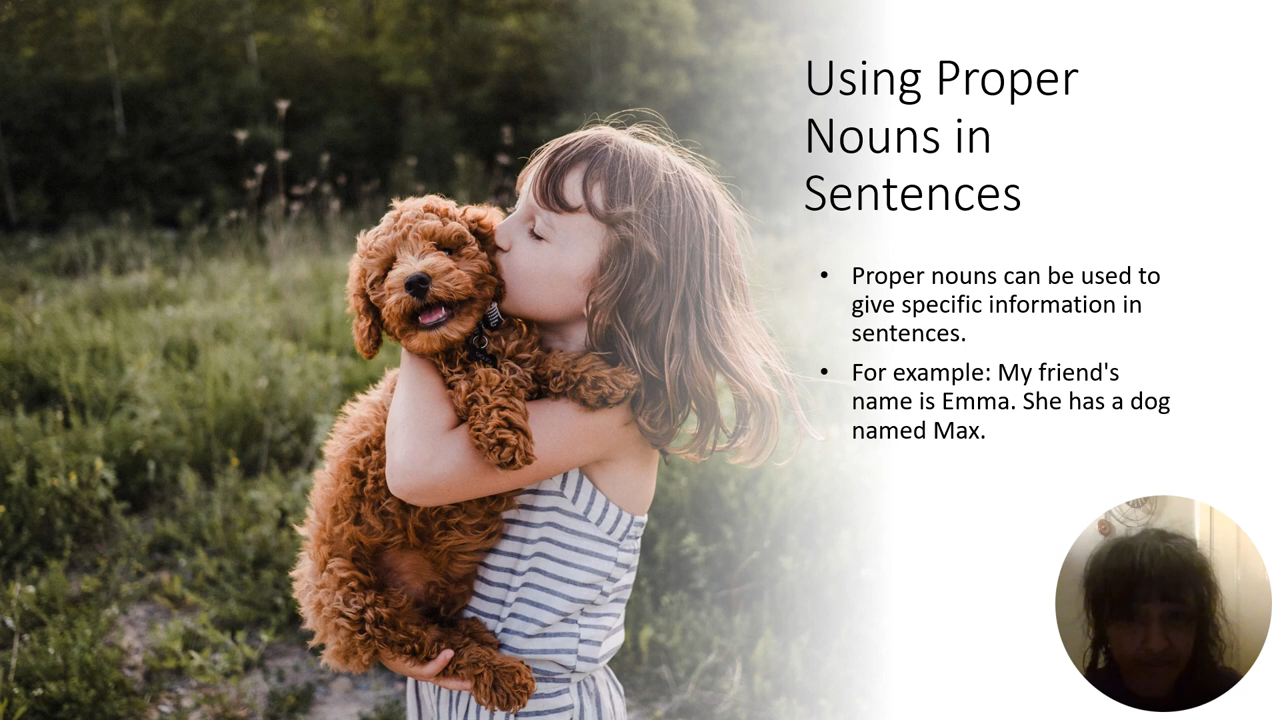 Using Proper
Nouns in
Sentences
• Proper nouns can be used to
give specific information in
sentences.
• For example: My friend's
name is Emma. She has a dog
named Max.